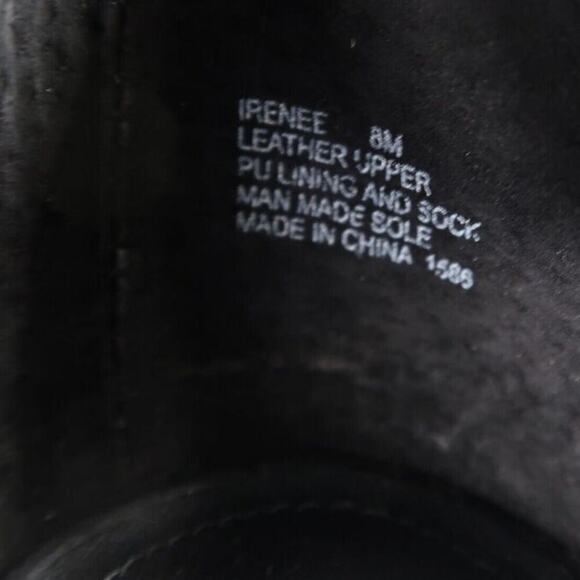 IRENEE 8M
LEATHER UPPER
PU LINING AND SOCK
MAN MADE SOLE
MADE IN CHINA 1586